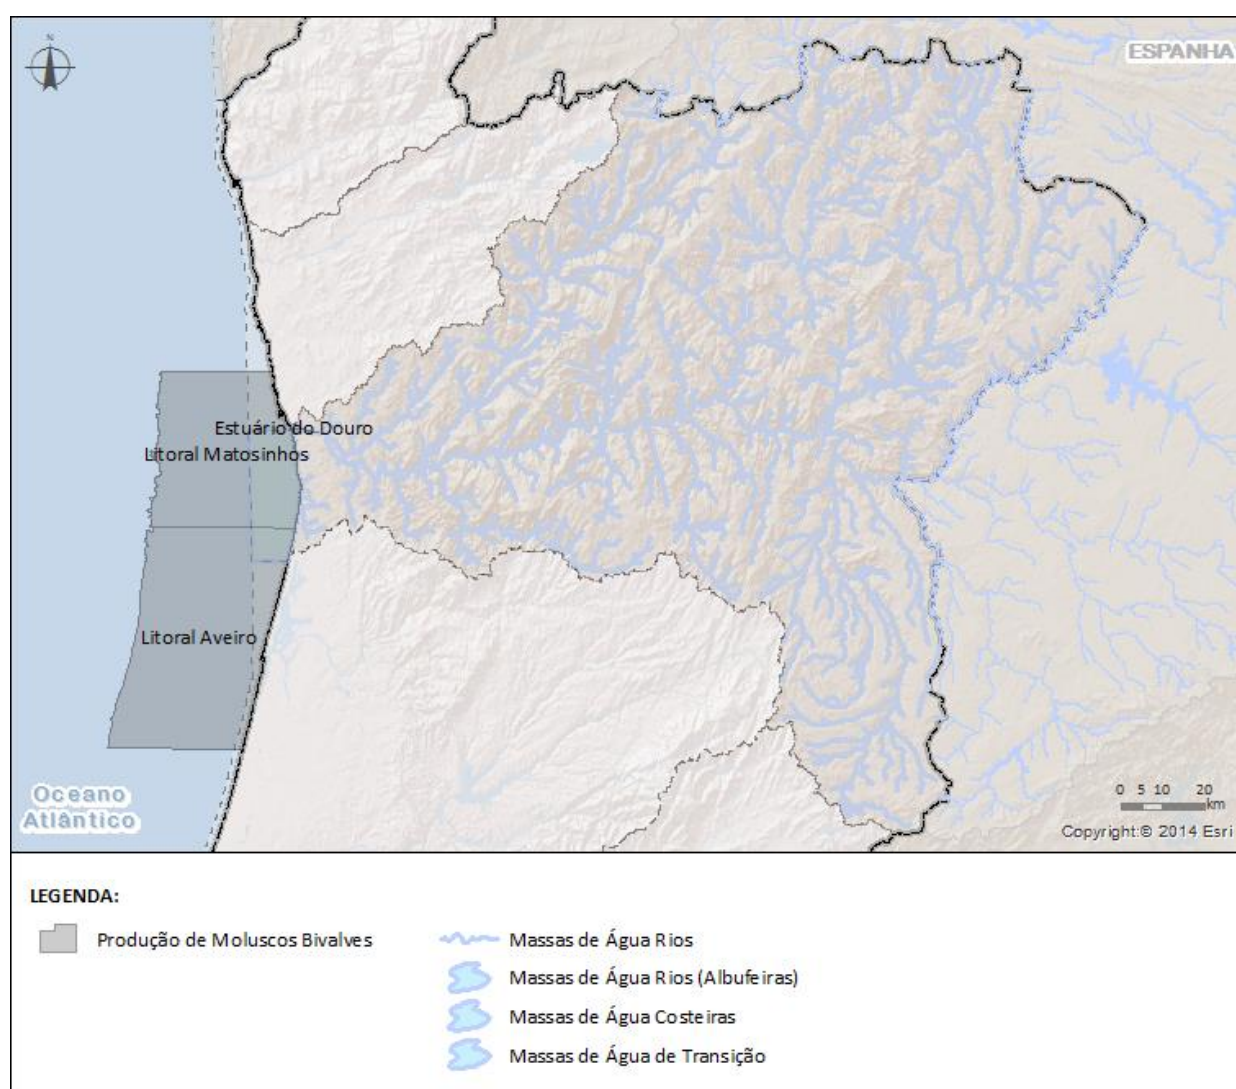 N
ESPANHA
Estuário do Douro
Litoral Matosinhos
Litoral Aveiro
Oceano
Atlântico
0 5 10 20
km
Copyright:© 2014 Esri
LEGENDA:
Produção de Moluscos Bivalves
Massas de Água Rios
Massas de Água Rios (Albufeiras)
Massas de Água Costeiras
Massas de Água de Transição